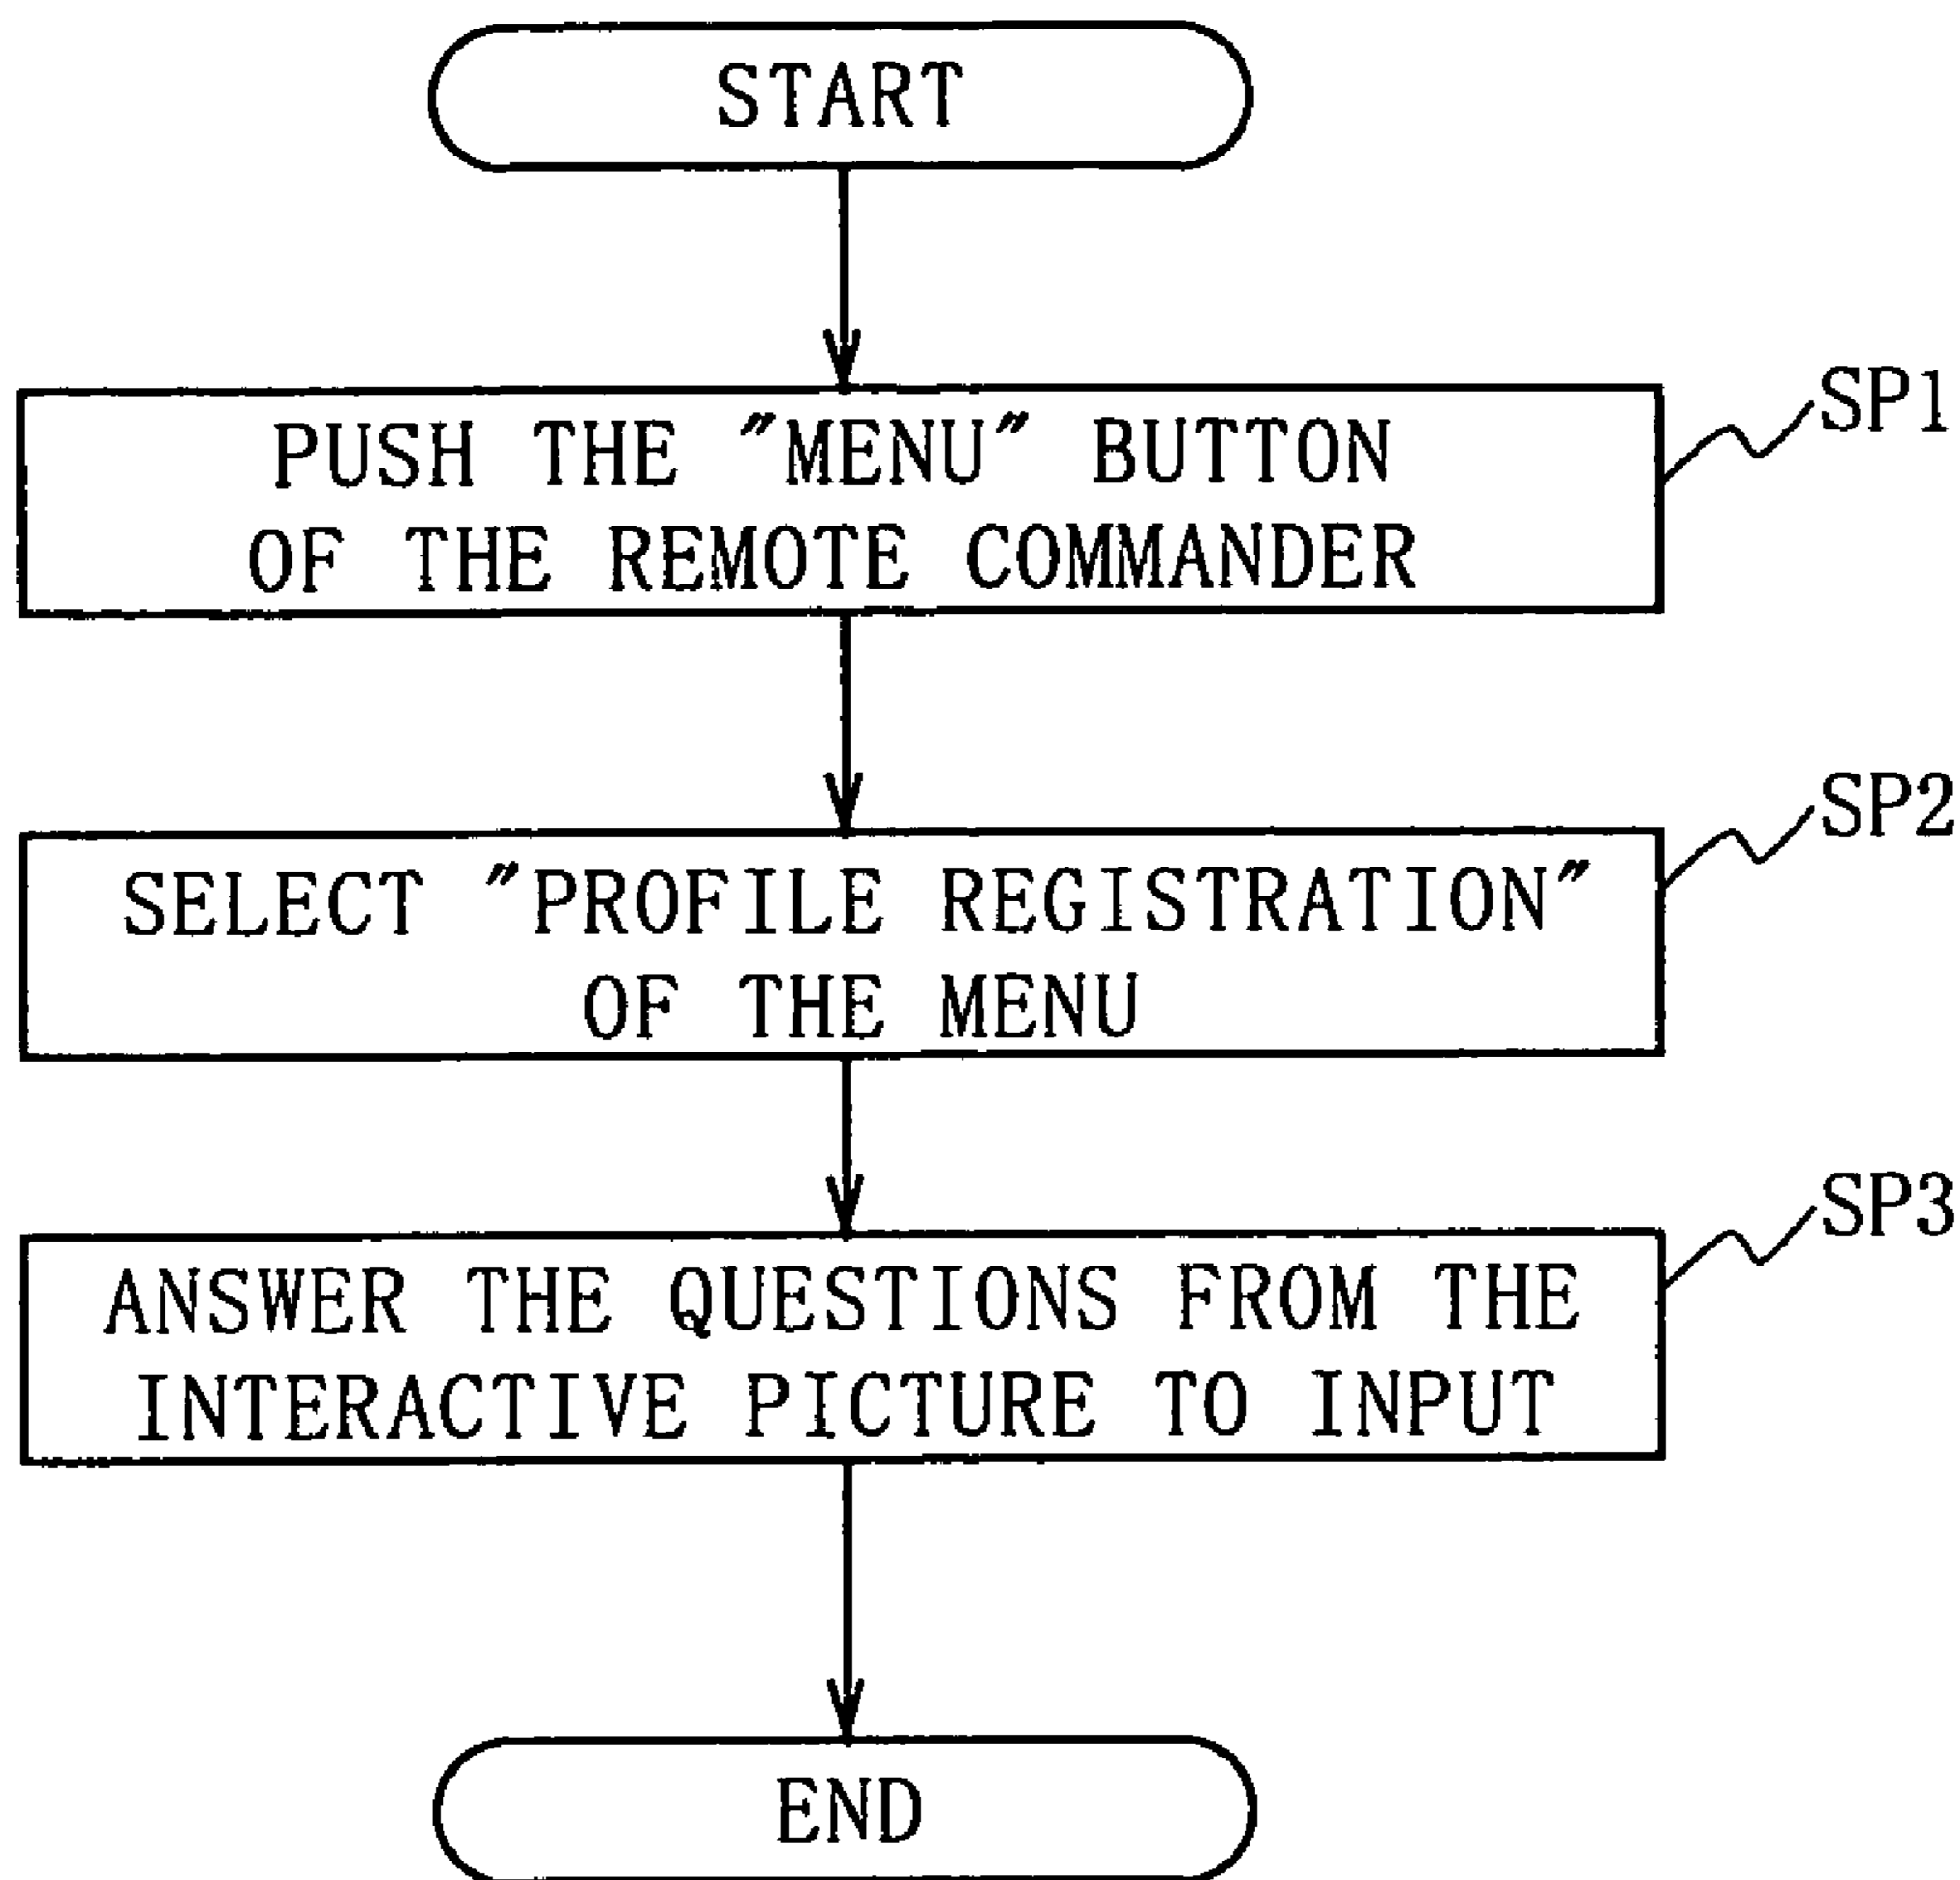 START
PUSH THE "MENU" BUTTON
OF THE REMOTE COMMANDER
SP1
SELECT "PROFILE REGISTRATION"
OF THE MENU
SP2
ANSWER THE QUESTIONS FROM THE
INTERACTIVE PICTURE TO INPUT
SP3
END